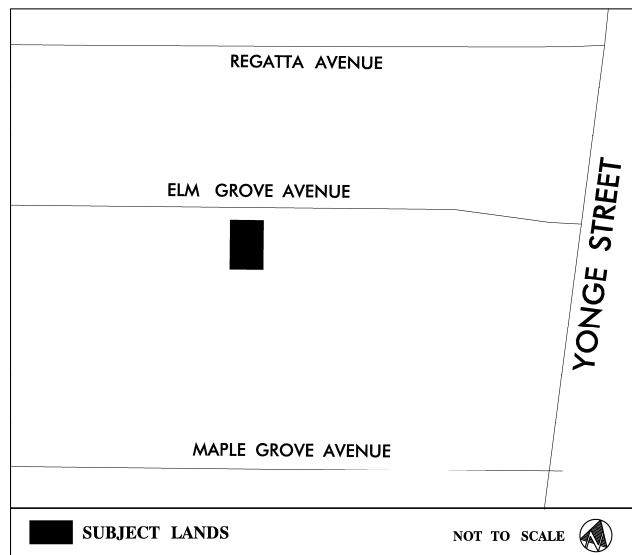 REGATTA AVENUE
ELM GROVE AVENUE
YONGE STREET
MAPLE GROVE AVENUE
SUBJECT LANDS
NOT TO SCALE